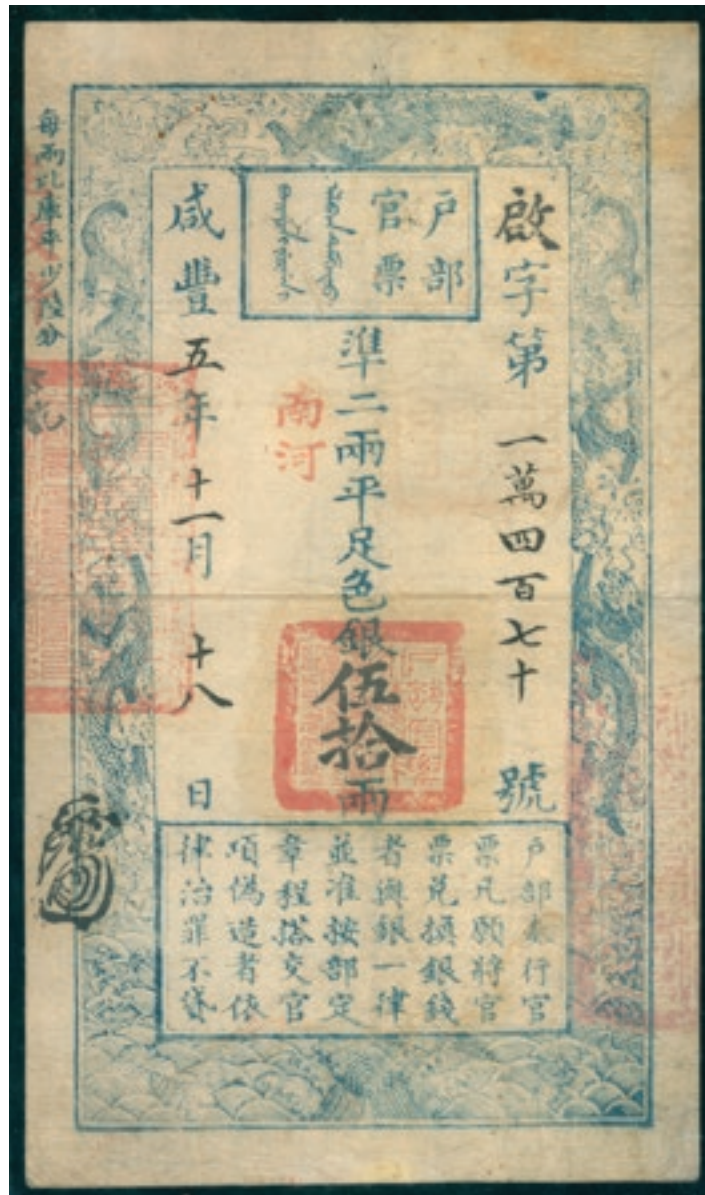 戶部
官票
啟字第一萬四百七十號
準二兩平足色銀伍拾兩
南河
咸豐五年十一月十八日
戶部奏行官
票凡願將官
票兌換銀錢
者與銀一律
並准按部定
章程搭交官
項偽造者依
律治罪不貸
每兩比庫平少陸分